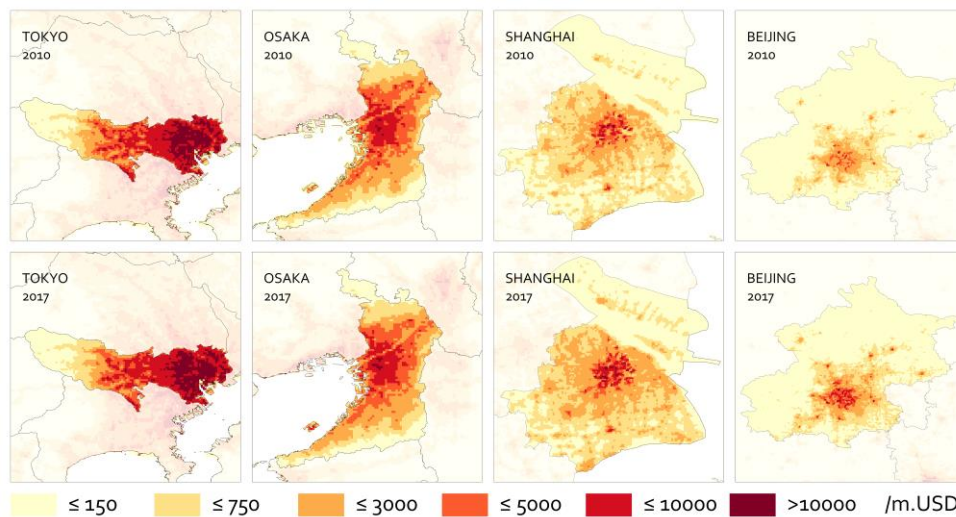 TOKYO
2010
OSAKA
2010
SHANGHAI
2010
BEIJING
2010
TOKYO
2017
OSAKA
2017
SHANGHAI
2017
BEIJING
2017
≤ 150 ≤ 750 ≤ 3000 ≤ 5000 ≤ 10000 >10000 /m.USD